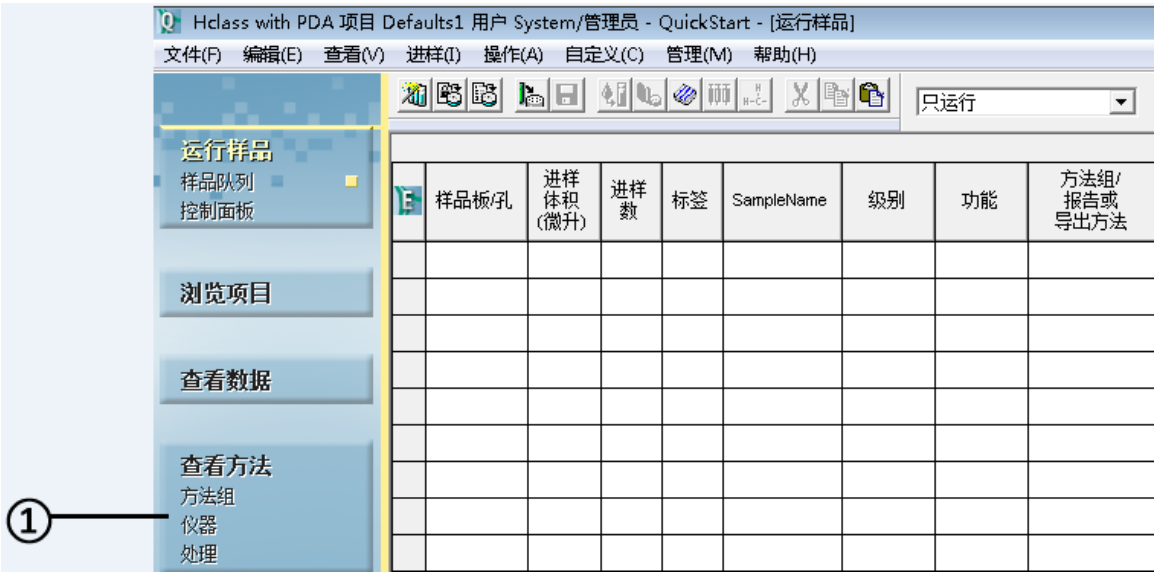 Hclass with PDA 项目 Defaults1 用户 System/管理员 - QuickStart - [运行样品]
文件(F) 编辑(E) 查看(V) 进样(I) 操作(A) 自定义(C) 管理(M) 帮助(H)
只运行
运行样品
样品队列
控制面板
浏览项目
查看数据
查看方法
方法组
仪器
处理
①
样品板/孔
进样
体积
(微升)
进样
数
标签
SampleName
级别
功能
方法组/
报告或
导出方法